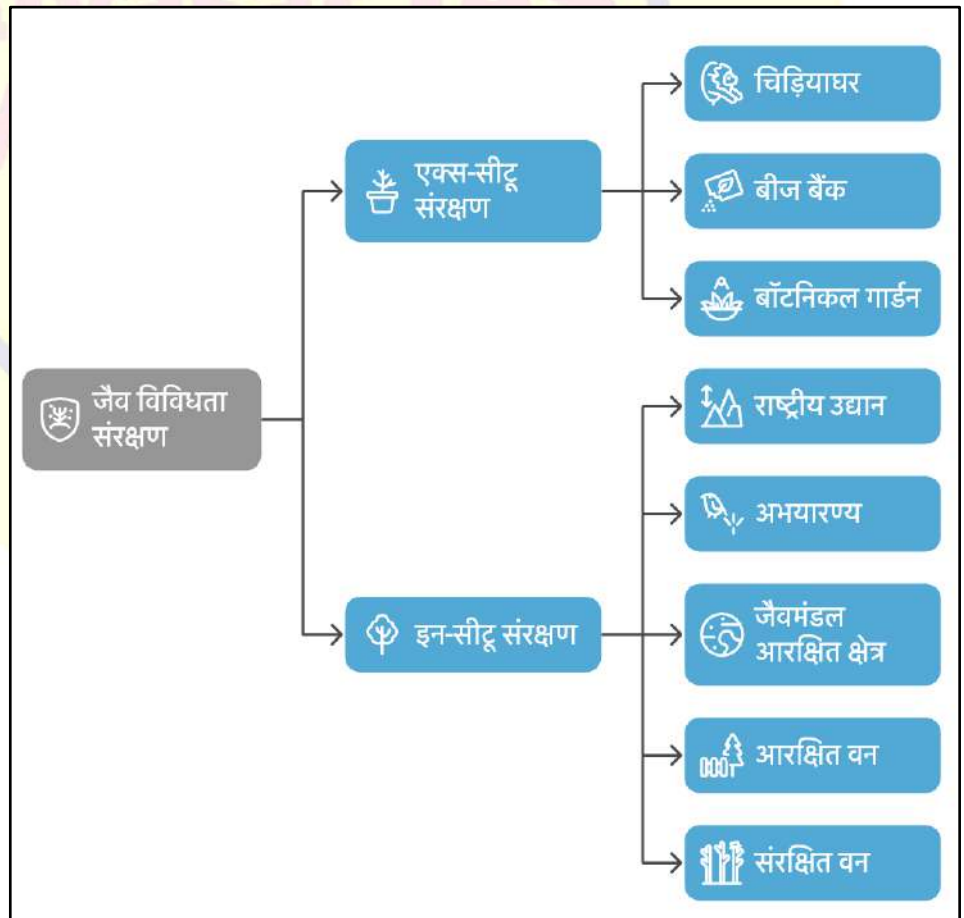 जैव विविधता
संरक्षण
एक्स-सीटू
संरक्षण
चिड़ियाघर
बीज बैंक
बॉटनिकल गार्डन
इन-सीटू संरक्षण
राष्ट्रीय उद्यान
अभयारण्य
जैवमंडल
आरक्षित क्षेत्र
आरक्षित वन
संरक्षित वन